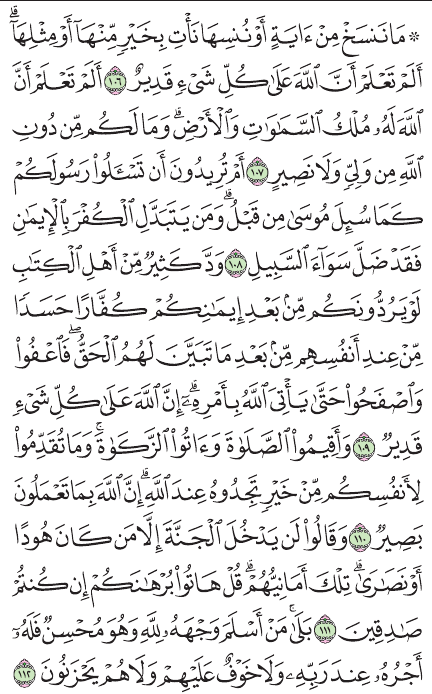 ۞ مَا نَنسَخْ مِنْ ءَايَةٍ أَوْ نُنسِهَا نَأْتِ بِخَيْرٍ مِّنْهَآ أَوْ مِثْلِهَآۗ
أَلَمْ تَعْلَمْ أَنَّ ٱللَّهَ عَلَىٰ كُلِّ شَىْءٍ قَدِيرٌ ١٠٦ أَلَمْ تَعْلَمْ أَنَّ
ٱللَّهَ لَهُۥ مُلْكُ ٱلسَّمَٰوَٰتِ وَٱلْأَرْضِۗ وَمَا لَكُم مِّن دُونِ
ٱللَّهِ مِن وَلِىٍّ وَلَا نَصِيرٍ ١٠٧ أَمْ تُرِيدُونَ أَن تَسْـَٔلُوا۟ رَسُولَكُمْ
كَمَا سُئِلَ مُوسَىٰ مِن قَبْلُۗ وَمَن يَتَبَدَّلِ ٱلْكُفْرَ بِٱلْإِيمَٰنِ
فَقَدْ ضَلَّ سَوَآءَ ٱلسَّبِيلِ ١٠٨ وَدَّ كَثِيرٌ مِّنْ أَهْلِ ٱلْكِتَٰبِ
لَوْ يَرُدُّونَكُم مِّنۢ بَعْدِ إِيمَٰنِكُمْ كُفَّارًا حَسَدًا
مِّنْ عِندِ أَنفُسِهِم مِّنۢ بَعْدِ مَا تَبَيَّنَ لَهُمُ ٱلْحَقُّۖ فَٱعْفُوا۟
وَٱصْفَحُوا۟ حَتَّىٰ يَأْتِىَ ٱللَّهُ بِأَمْرِهِۦٓۗ إِنَّ ٱللَّهَ عَلَىٰ كُلِّ شَىْءٍ
قَدِيرٌ ١٠٩ وَأَقِيمُوا۟ ٱلصَّلَوٰةَ وَءَاتُوا۟ ٱلزَّكَوٰةَۚ وَمَا تُقَدِّمُوا۟
لِأَنفُسِكُم مِّنْ خَيْرٍ تَجِدُوهُ عِندَ ٱللَّهِۗ إِنَّ ٱللَّهَ بِمَا تَعْمَلُونَ
بَصِيرٌ ١١٠ وَقَالُوا۟ لَن يَدْخُلَ ٱلْجَنَّةَ إِلَّا مَن كَانَ هُودًا
أَوْ نَصَٰرَىٰۗ تِلْكَ أَمَانِيُّهُمْۗ قُلْ هَاتُوا۟ بُرْهَٰنَكُمْ إِن كُنتُمْ
صَٰدِقِينَ ١١١ بَلَىٰۚ مَنْ أَسْلَمَ وَجْهَهُۥ لِلَّهِ وَهُوَ مُحْسِنٌ فَلَهُۥٓ
أَجْرُهُۥ عِندَ رَبِّهِۦ وَلَا خَوْفٌ عَلَيْهِمْ وَلَا هُمْ يَحْزَنُونَ ١١٢